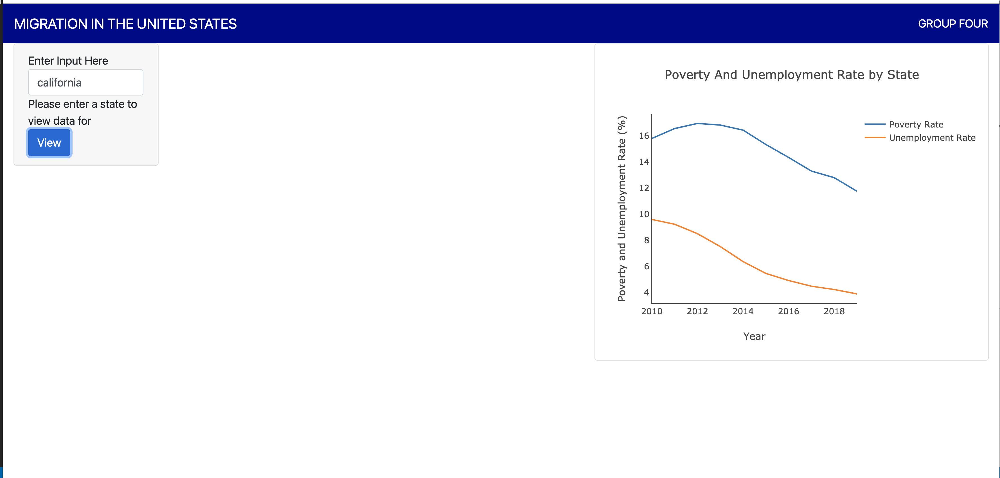 MIGRATION IN THE UNITED STATES
GROUP FOUR
Enter Input Here
california
Please enter a state to
view data for
View
Poverty And Unemployment Rate by State
Poverty and Unemployment Rate (%)
16
14
12
10
8
6
4
2010 2012 2014 2016 2018
Year
Poverty Rate
Unemployment Rate